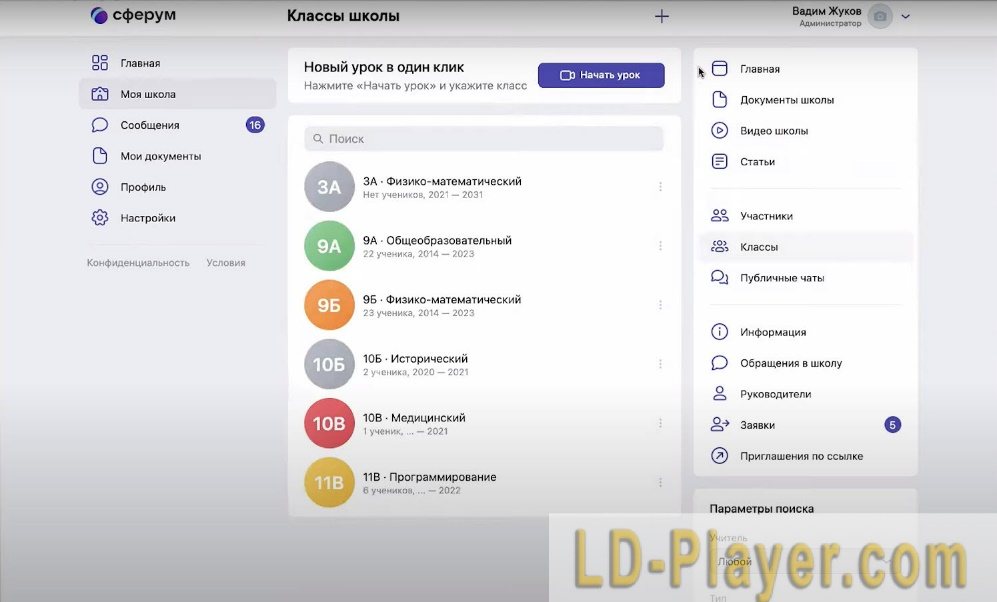 сферум
Классы школы
Вадим Жуков
Администратор
Главная
Моя школа
Сообщения 16
Мои документы
Профиль
Настройки
Конфиденциальность Условия
Новый урок в один клик
Нажмите «Начать урок» и укажите класс
Начать урок
Поиск
3А
3А · Физико-математический
Нет учеников, 2021 — 2031
9А
9А · Общеобразовательный
22 ученика, 2014 — 2023
9Б
9Б · Физико-математический
23 ученика, 2014 — 2023
10Б
10Б · Исторический
2 ученика, 2020 — 2021
10В
10В · Медицинский
1 ученик, ... — 2021
11В
11В · Программирование
6 учеников, ... — 2022
Главная
Документы школы
Видео школы
Статьи
Участники
Классы
Публичные чаты
Информация
Обращения в школу
Руководители
Заявки 5
Приглашения по ссылке
Параметры поиска
Учитель
Любой
Тип
LD-Player.com